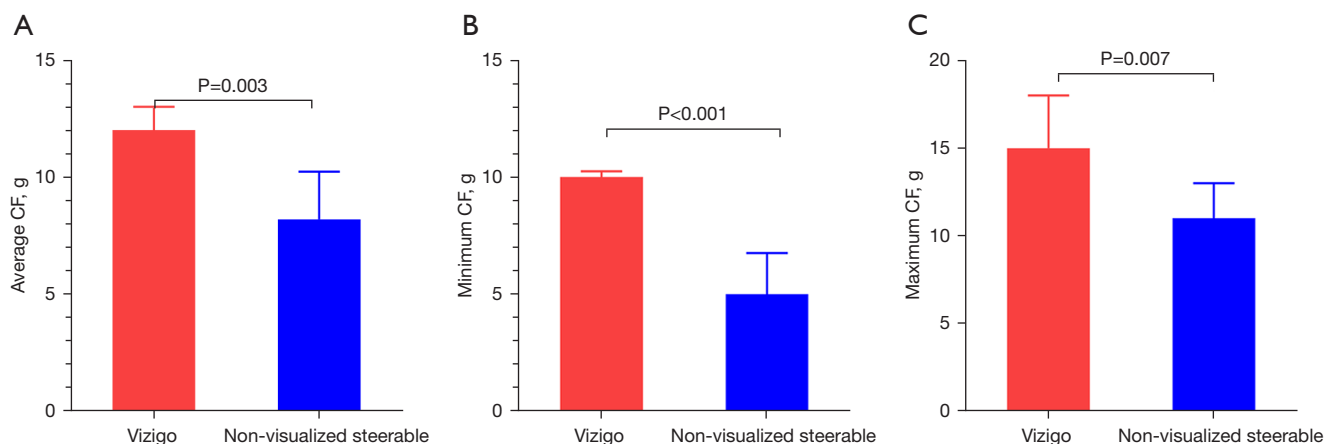 A
15
10
5
0
Average CF, g
P=0.003
Vizigo
Non-visualized steerable
B
15
10
5
0
Minimum CF, g
P<0.001
Vizigo
Non-visualized steerable
C
20
15
10
5
0
Maximum CF, g
P=0.007
Vizigo
Non-visualized steerable